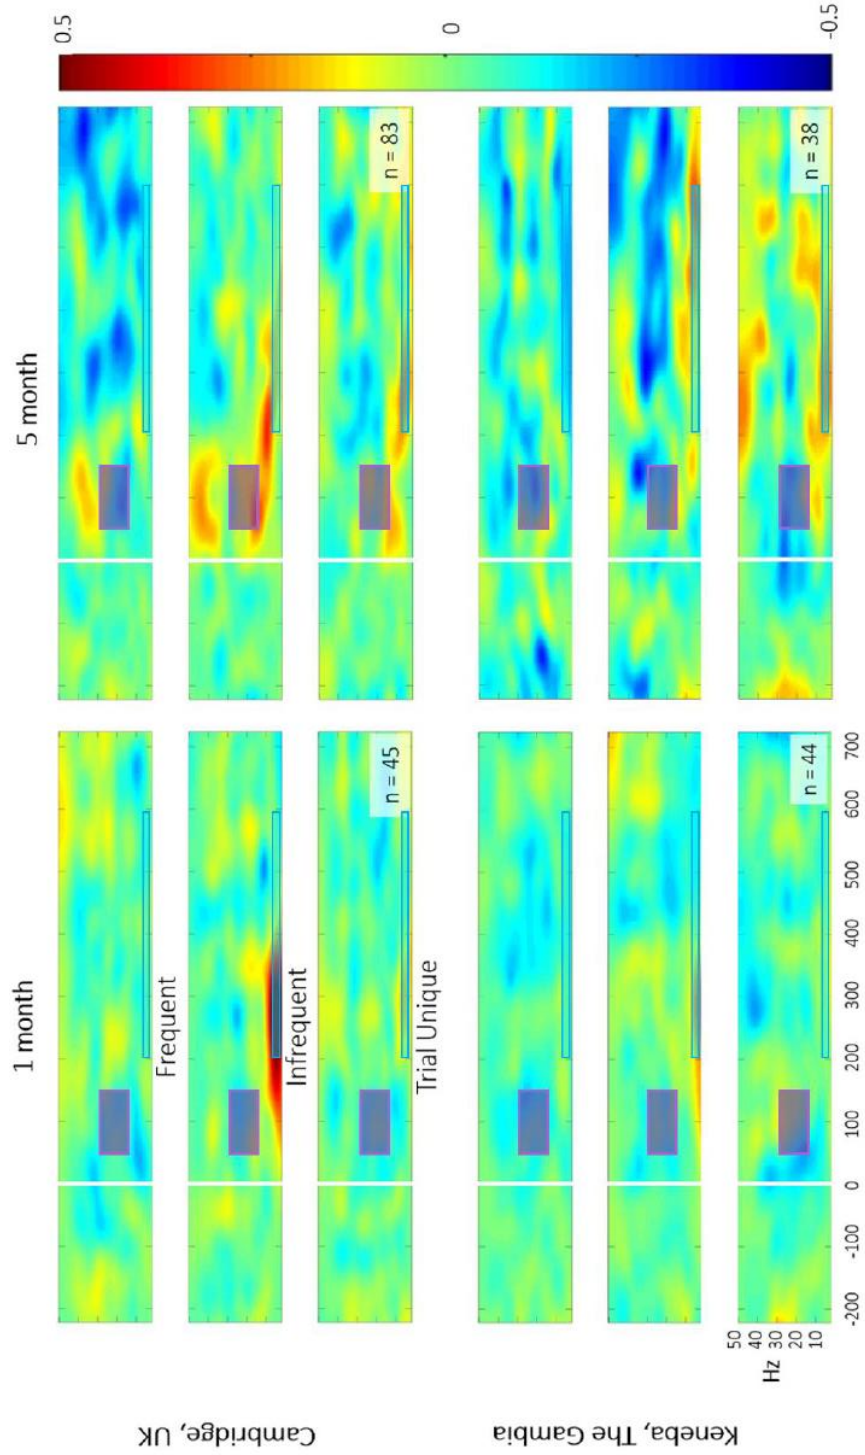 1 month
5 month
Cambridge, UK
Frequent
Infrequent
Trial Unique
n = 45
n = 83
Keneba, The Gambia
n = 44
n = 38
50
40
30
20
10
Hz
-200
-100
0
100
200
300
400
500
600
700
0.5
0
-0.5